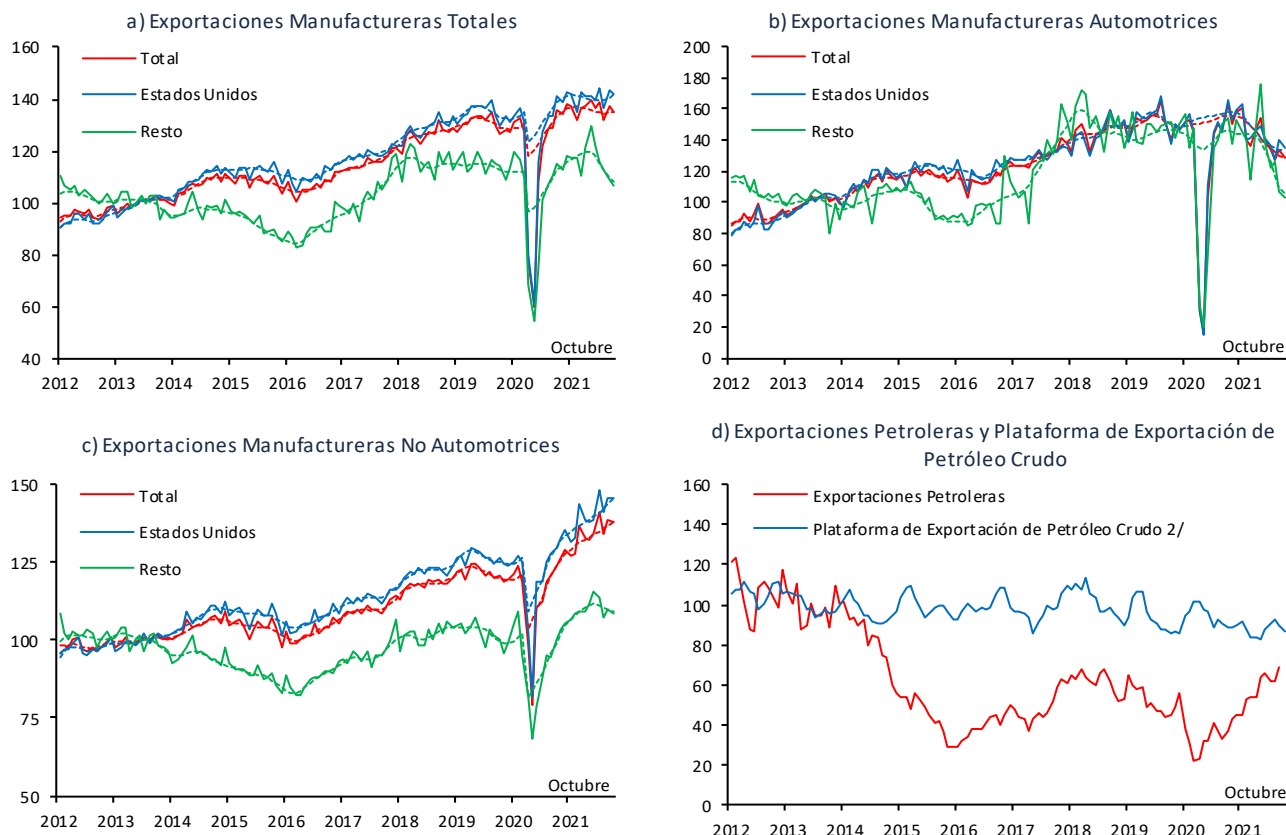 a) Exportaciones Manufactureras Totales
160
140
120
100
80
60
40
Total
Estados Unidos
Resto
Octubre
2012 2013 2014 2015 2016 2017 2018 2019 2020 2021
b) Exportaciones Manufactureras Automotrices
200
180
160
140
120
100
80
60
40
20
0
Total
Estados Unidos
Resto
Octubre
2012 2013 2014 2015 2016 2017 2018 2019 2020 2021
c) Exportaciones Manufactureras No Automotrices
150
125
100
75
50
Total
Estados Unidos
Resto
Octubre
2012 2013 2014 2015 2016 2017 2018 2019 2020 2021
d) Exportaciones Petroleras y Plataforma de Exportación de
Petróleo Crudo
160
140
120
100
80
60
40
20
0
Exportaciones Petroleras
Plataforma de Exportación de Petróleo Crudo 2/
Octubre
2012 2013 2014 2015 2016 2017 2018 2019 2020 2021